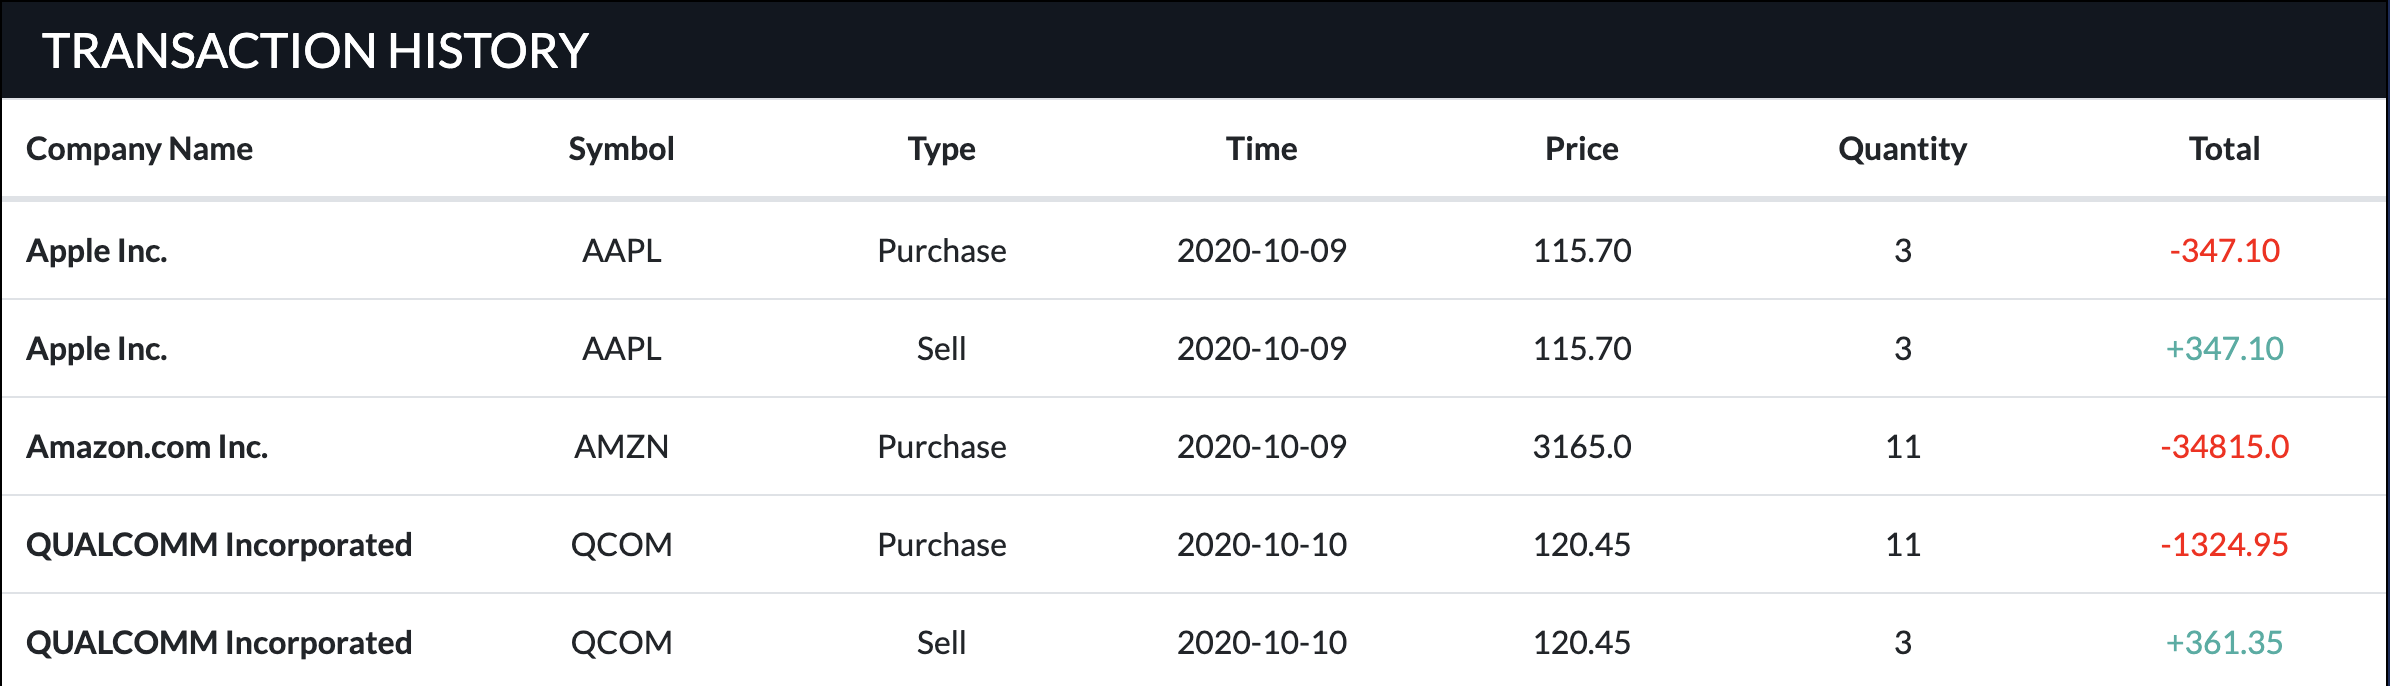 TRANSACTION HISTORY
Company Name Symbol Type Time Price Quantity Total
Apple Inc. AAPL Purchase 2020-10-09 115.70 3 -347.10
Apple Inc. AAPL Sell 2020-10-09 115.70 3 +347.10
Amazon.com Inc. AMZN Purchase 2020-10-09 3165.0 11 -34815.0
QUALCOMM Incorporated QCOM Purchase 2020-10-10 120.45 11 -1324.95
QUALCOMM Incorporated QCOM Sell 2020-10-10 120.45 3 +361.35